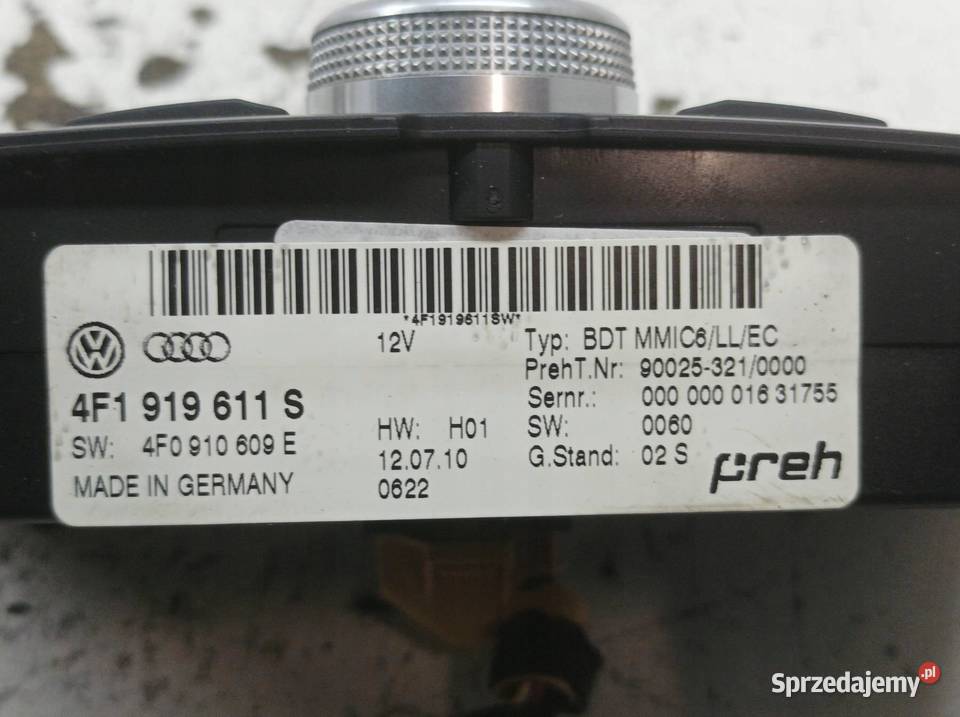 *4F1919611SW*
12V
4F1 919 611 S
SW: 4F0 910 609 E
MADE IN GERMANY
HW: H01
12.07.10
0622
Typ: BDT MMIC6/LL/EC
PrehT.Nr: 90025-321/0000
Sernr.: 000 000 016 31755
SW: 0060
G.Stand: 02 S
preh
Sprzedajemy.pl